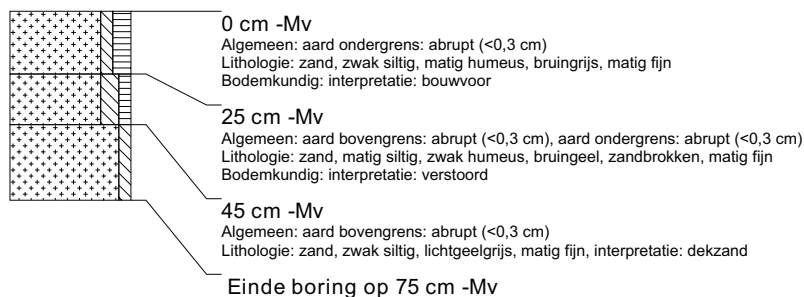 0 cm -Mv
Algemeen: aard ondergrens: abrupt (<0,3 cm)
Lithologie: zand, zwak siltig, matig humeus, bruingrijs, matig fijn
Bodemkundig: interpretatie: bouwvoor
25 cm -Mv
Algemeen: aard bovengrens: abrupt (<0,3 cm), aard ondergrens: abrupt (<0,3 cm)
Lithologie: zand, matig siltig, zwak humeus, bruingeel, zandbrokken, matig fijn
Bodemkundig: interpretatie: verstoord
45 cm -Mv
Algemeen: aard bovengrens: abrupt (<0,3 cm)
Lithologie: zand, zwak siltig, lichtgeelgrijs, matig fijn, interpretatie: dekzand
Einde boring op 75 cm -Mv